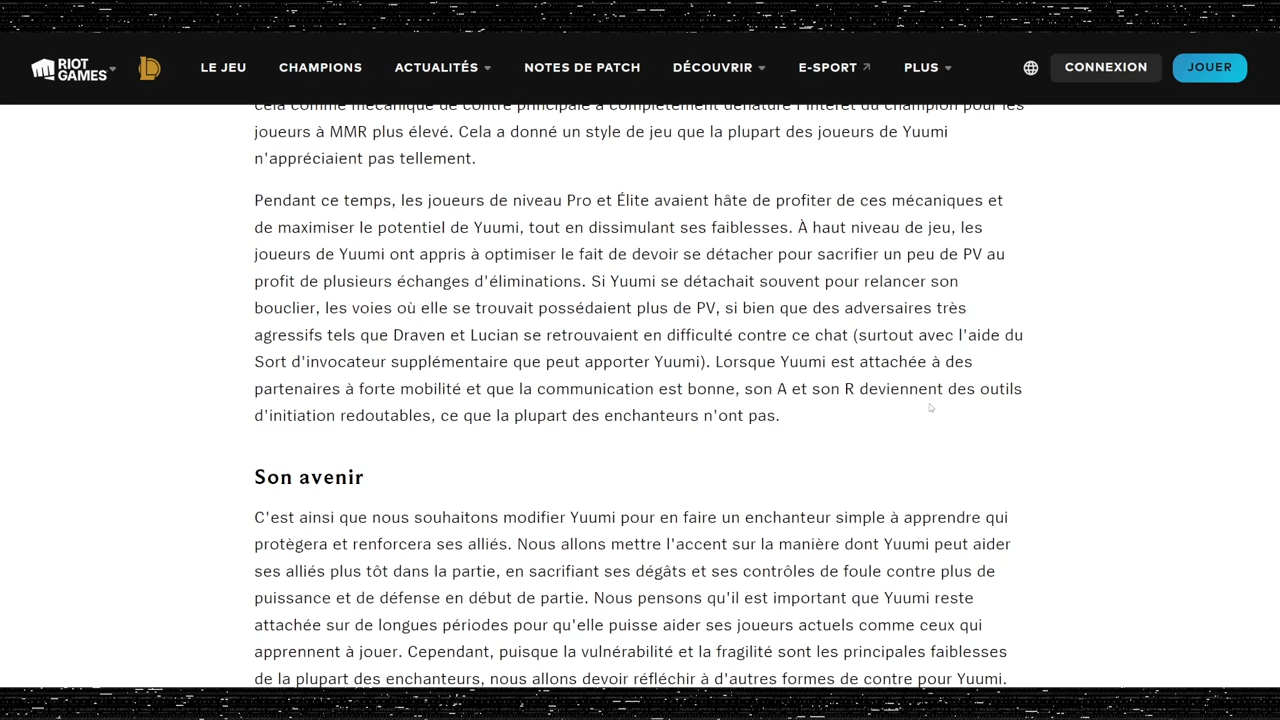 RIOT GAMES
LE JEU
CHAMPIONS
ACTUALITÉS
NOTES DE PATCH
DÉCOUVRIR
E-SPORT
PLUS
CONNEXION
JOUER
cela comme mécanique de contre principale a complètement dénaturé l'intérêt du champion pour les
joueurs à MMR plus élevé. Cela a donné un style de jeu que la plupart des joueurs de Yuumi
n'appréciaient pas tellement.
Pendant ce temps, les joueurs de niveau Pro et Élite avaient hâte de profiter de ces mécaniques et
de maximiser le potentiel de Yuumi, tout en dissimulant ses faiblesses. À haut niveau de jeu, les
joueurs de Yuumi ont appris à optimiser le fait de devoir se détacher pour sacrifier un peu de PV au
profit de plusieurs échanges d'éliminations. Si Yuumi se détachait souvent pour relancer son
bouclier, les voies où elle se trouvait possédaient plus de PV, si bien que des adversaires très
agressifs tels que Draven et Lucian se retrouvaient en difficulté contre ce chat (surtout avec l'aide du
Sort d'invocateur supplémentaire que peut apporter Yuumi). Lorsque Yuumi est attachée à des
partenaires à forte mobilité et que la communication est bonne, son A et son R deviennent des outils
d'initiation redoutables, ce que la plupart des enchanteurs n'ont pas.
Son avenir
C'est ainsi que nous souhaitons modifier Yuumi pour en faire un enchanteur simple à apprendre qui
protègera et renforcera ses alliés. Nous allons mettre l'accent sur la manière dont Yuumi peut aider
ses alliés plus tôt dans la partie, en sacrifiant ses dégâts et ses contrôles de foule contre plus de
puissance et de défense en début de partie. Nous pensons qu'il est important que Yuumi reste
attachée sur de longues périodes pour qu'elle puisse aider ses joueurs actuels comme ceux qui
apprennent à jouer. Cependant, puisque la vulnérabilité et la fragilité sont les principales faiblesses
de la plupart des enchanteurs, nous allons devoir réfléchir à d'autres formes de contre pour Yuumi.